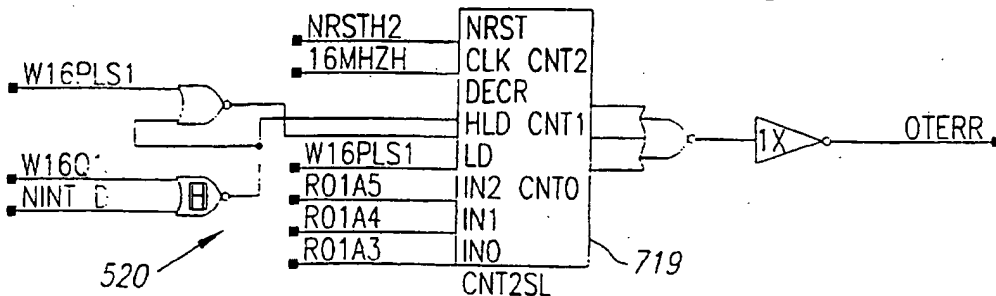 NRSTH2 NRST
16MHZH CLK CNT2
W16PLS1 DECR
HLD CNT1
1X OTERR
W16PLS1 LD
W16Q1
R01A5 IN2 CNT0
NINT
R01A4 IN1
R01A3 IN0
520
719
CNT2SL